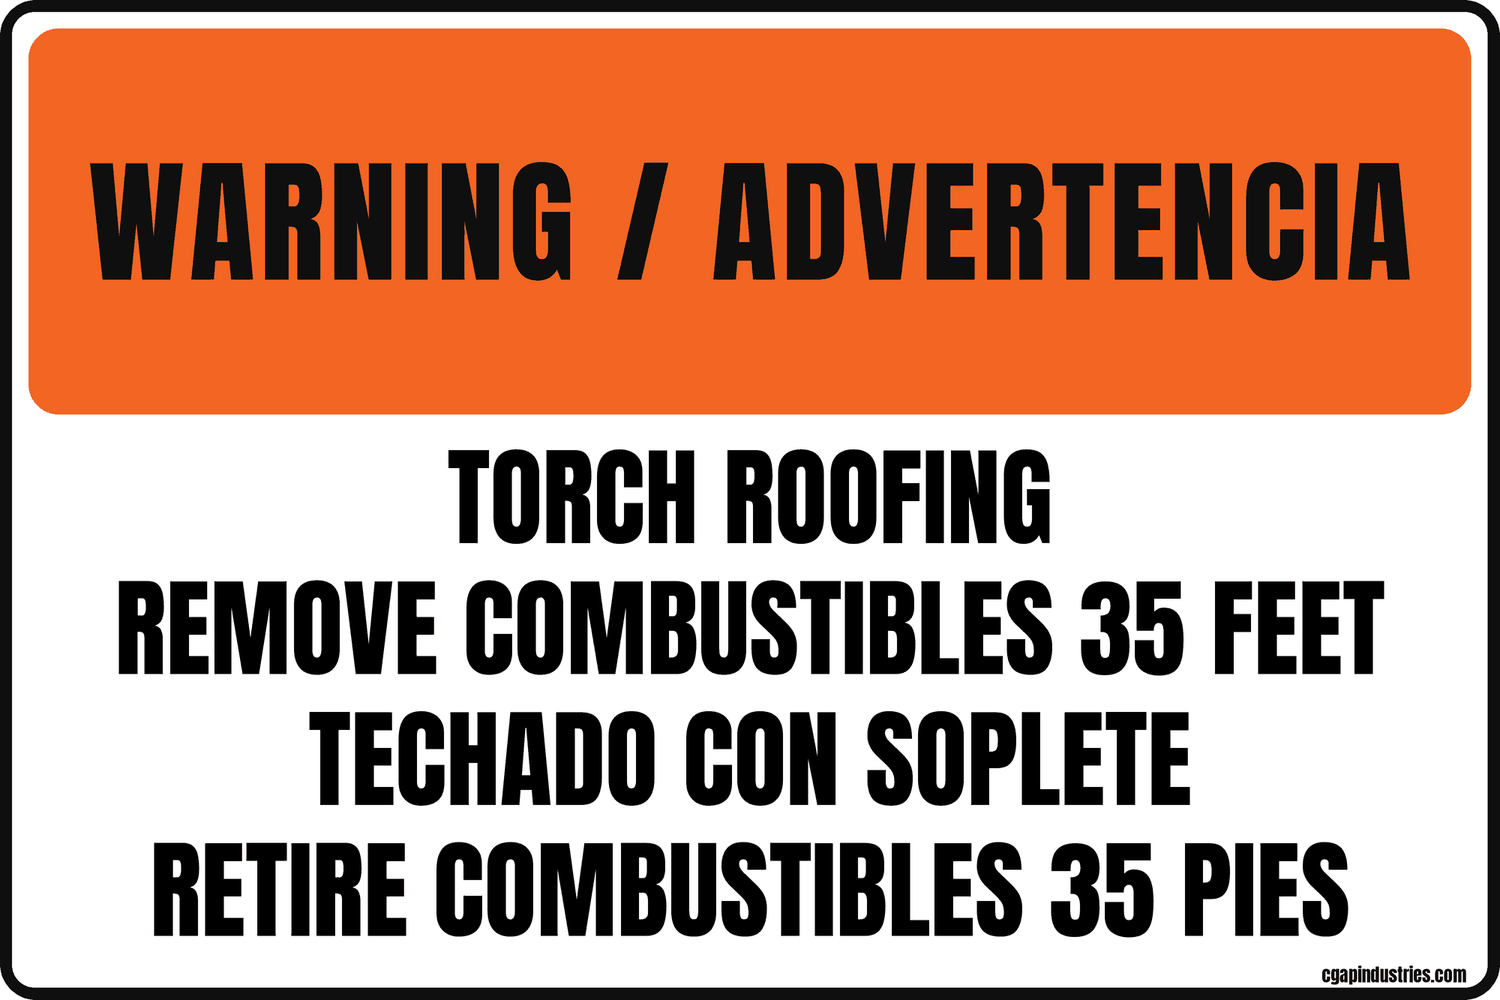 WARNING / ADVERTENCIA
TORCH ROOFING
REMOVE COMBUSTIBLES 35 FEET
TECHADO CON SOPLETE
RETIRE COMBUSTIBLES 35 PIES
cgapindustries.com